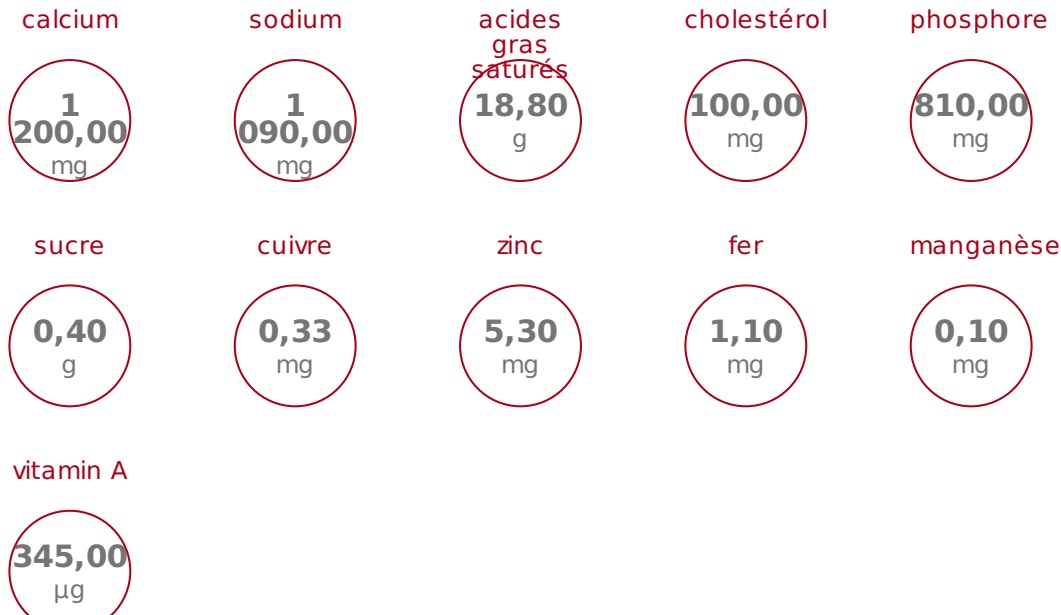 calcium
sodium
acides
gras
saturés
cholestérol
phosphore
1
200,00
mg
1
090,00
mg
18,80
g
100,00
mg
810,00
mg
sucre
cuivre
zinc
fer
manganèse
0,40
g
0,33
mg
5,30
mg
1,10
mg
0,10
mg
vitamin A
345,00
µg